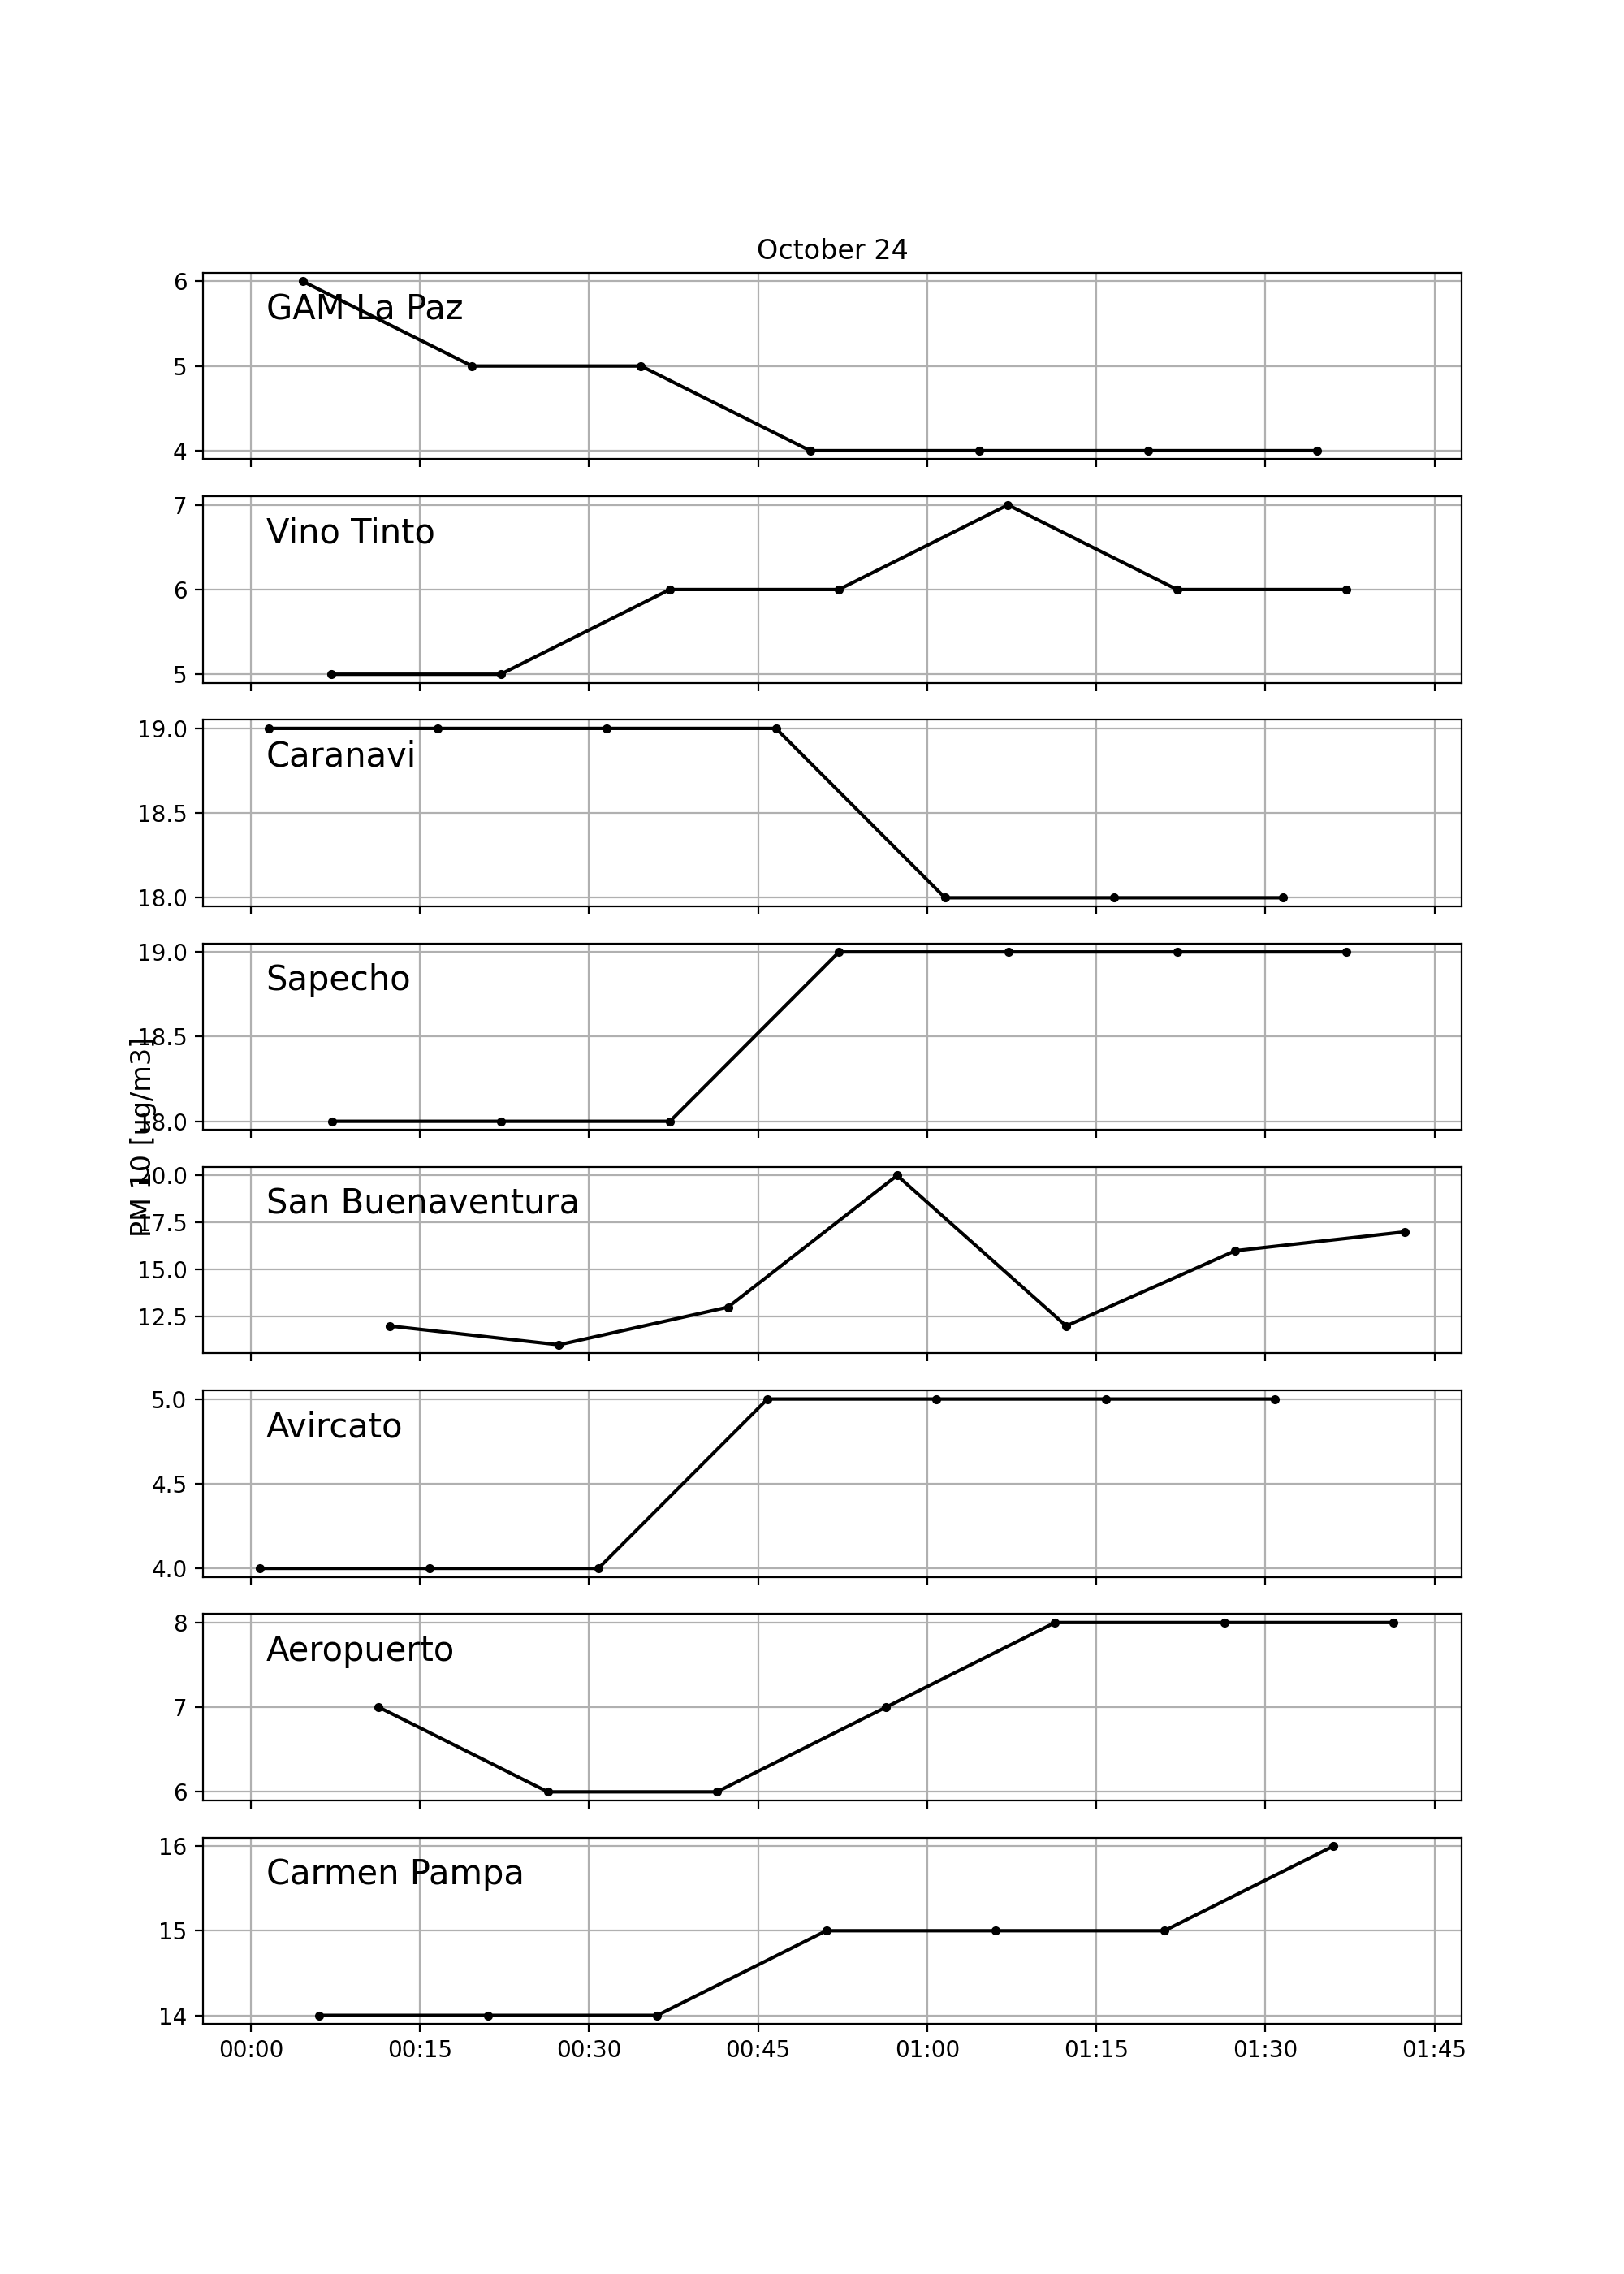 October 24
6
GAM La Paz
5
4
7
Vino Tinto
6
5
19.0
Caranavi
18.5
18.0
19.0
Sapecho
18.5
18.0
PM 10 [ug/m3]
20.0
San Buenaventura
17.5
15.0
12.5
5.0
Avircato
4.5
4.0
8
Aeropuerto
7
6
16
Carmen Pampa
15
14
00:00 00:15 00:30 00:45 01:00 01:15 01:30 01:45